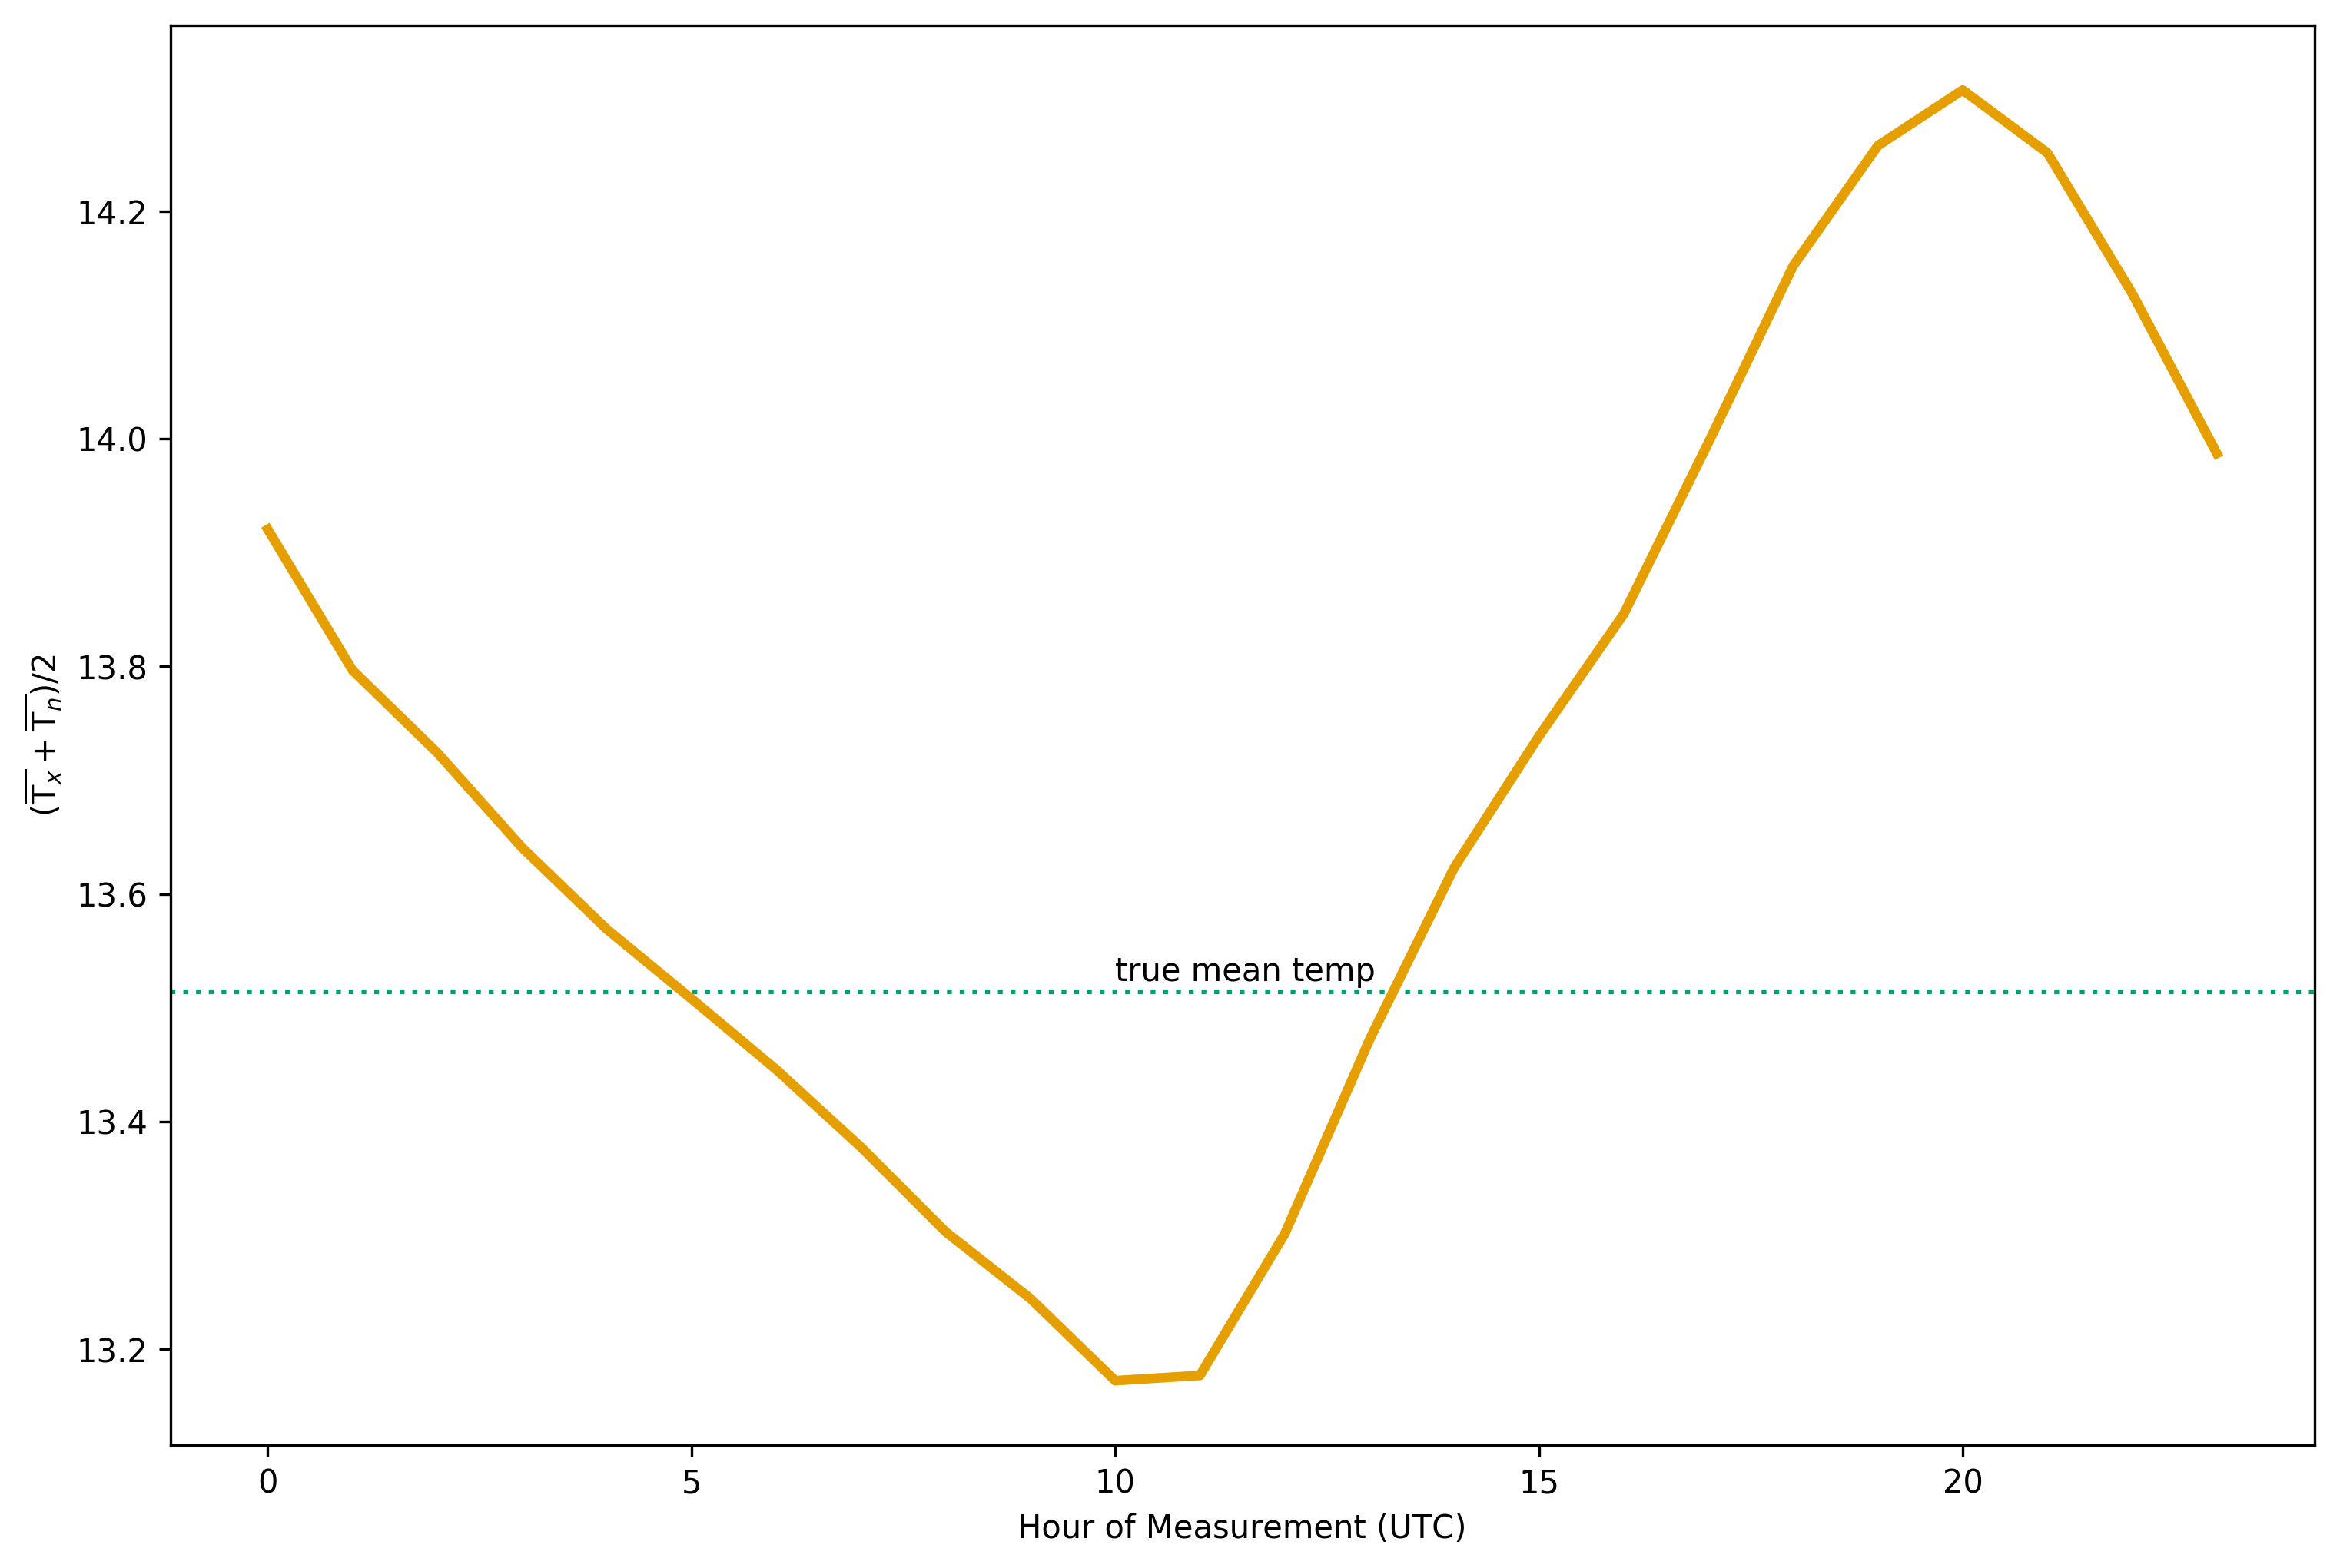 14.2
14.0
13.8
13.6
13.4
13.2
(T̅ₓ + T̅ₙ)/2
true mean temp
0 5 10 15 20
Hour of Measurement (UTC)